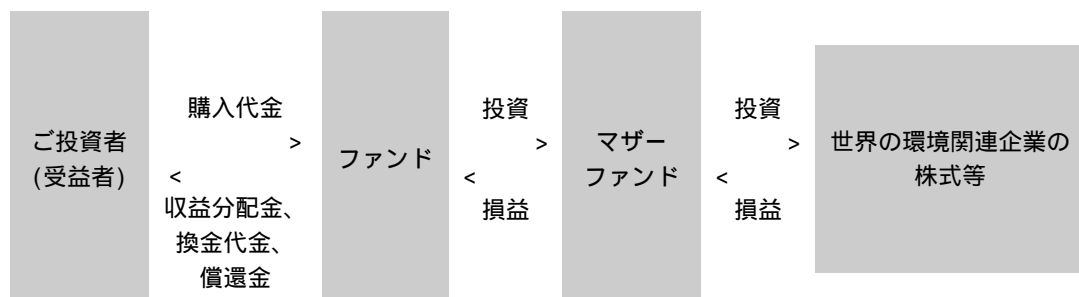 ご投資者
(受益者)
購入代金
>
<
収益分配金、
換金代金、
償還金
ファンド
投資
>
<
損益
マザー
ファンド
投資
>
<
損益
世界の環境関連企業の
株式等